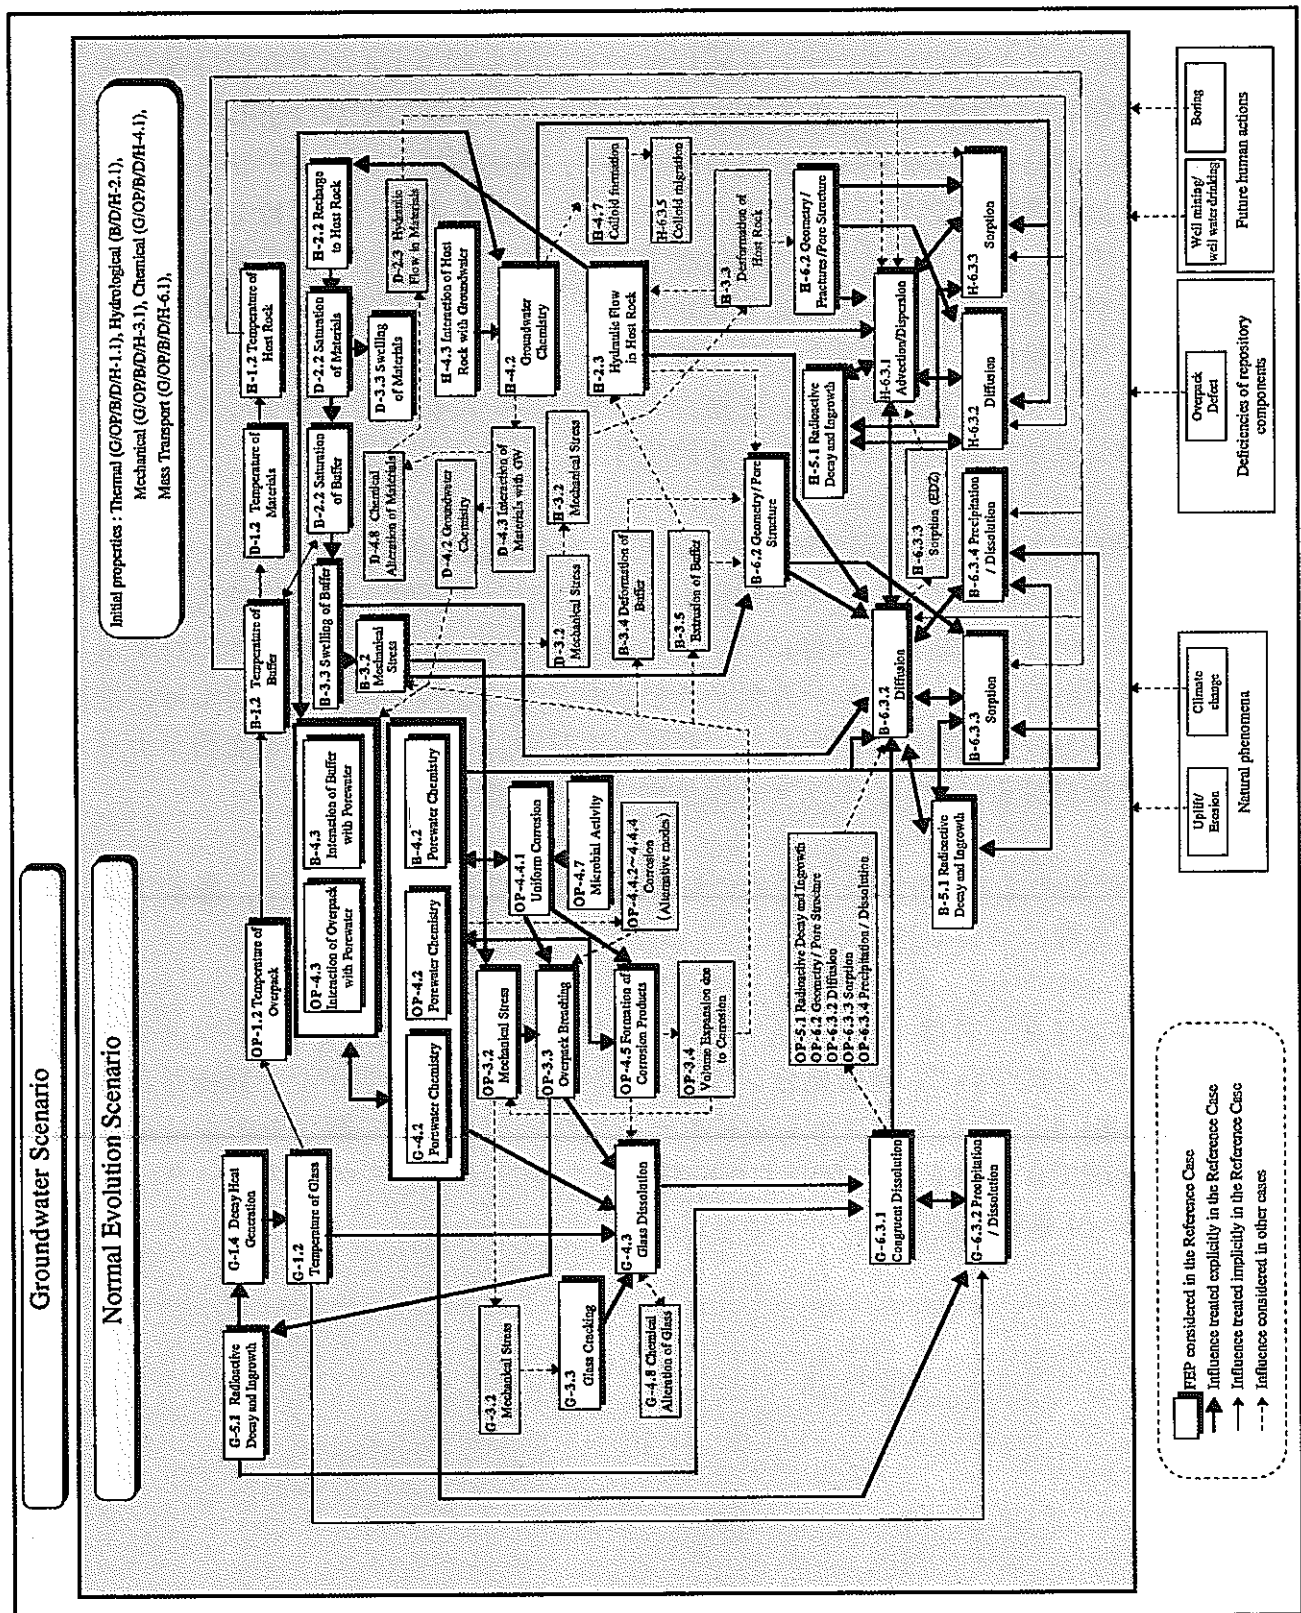 Groundwater Scenario
Normal Evolution Scenario
Initial properties : Thermal (G/OP/B/D/H-1.1), Hydrological (B/D/H-2.1),
Mechanical (G/OP/B/D/H-3.1), Chemical (G/OP/B/D/H-4.1),
Mass Transport (G/OP/B/D/H-6.1),
G-5.1 Radioactive
Decay and Ingrowth
G-1.4 Decay Heat
Generation
G-1.2
Temperature of Glass
OP-1.2 Temperature of
Overpack
B-1.2 Temperature of
Buffer
D-1.2 Temperature of
Materials
H-1.2 Temperature of
Host Rock
OP-4.3
Interaction of Overpack
with Porewater
B-4.3
Interaction of Buffer
with Porewater
B-3.3 Swelling of Buffer
B-2.2 Saturation
of Buffer
D-2.2 Saturation
of Materials
H-2.2 Recharge
to Host Rock
B-3.2
Mechanical
Stress
D-4.8 Chemical
Alteration of Materials
D-3.3 Swelling
of Materials
D-2.3 Hydraulic
Flow in Materials
G-4.2
Porewater Chemistry
OP-4.2
Porewater Chemistry
B-4.2
Porewater Chemistry
D-4.2 Groundwater
Chemistry
H-4.3 Interaction of Host
Rock with Groundwater
G-3.2
Mechanical Stress
OP-3.2
Mechanical Stress
OP-4.4.1
Uniform Corrosion
D-4.3 Interaction of
Materials with GW
H-4.2
Groundwater
Chemistry
G-3.3
Glass Cracking
OP-3.3
Overpack Breaching
OP-4.7
Microbial Activity
D-3.2
Mechanical Stress
H-3.2
Mechanical Stress
H-4.7
Colloid formation
G-4.8 Chemical
Alteration of Glass
G-4.3
Glass Dissolution
OP-4.5 Formation of
Corrosion Products
OP-4.4.2～4.4.4
Corrosion
(Alternative modes)
B-3.4 Deformation of
Buffer
H-2.3
Hydraulic Flow
in Host Rock
H-6.3.5
Colloid migration
OP-3.4
Volume Expansion due
to Corrosion
B-3.5
Extrusion of Buffer
H-3.3
Deformation of
Host Rock
B-6.2 Geometry/ Pore
Structure
H-6.2 Geometry /
Fractures /Pore Structure
OP-5.1 Radioactive Decay and Ingrowth
OP-6.2 Geometry / Pore Structure
OP-6.3.2 Diffusion
OP-6.3.3 Sorption
OP-6.3.4 Precipitation / Dissolution
H-5.1 Radioactive
Decay and Ingrowth
G-6.3.1
Congruent Dissolution
B-6.3.2
Diffusion
H-6.3.3
Sorption (EDZ)
H-6.3.1
Advection/Dispersion
G-6.3.2 Precipitation
/ Dissolution
B-5.1 Radioactive
Decay and Ingrowth
B-6.3.3
Sorption
B-6.3.4 Precipitation
/ Dissolution
H-6.3.2
Diffusion
H-6.3.3
Sorption
FEP considered in the Reference Case
Influence treated explicitly in the Reference Case
Influence treated implicitly in the Reference Case
Influence considered in other cases
Uplift/
Erosion
Climate
change
Natural phenomena
Overpack
Defect
Deficiencies of repository
components
Well mining/
well water drinking
Boring
Future human actions